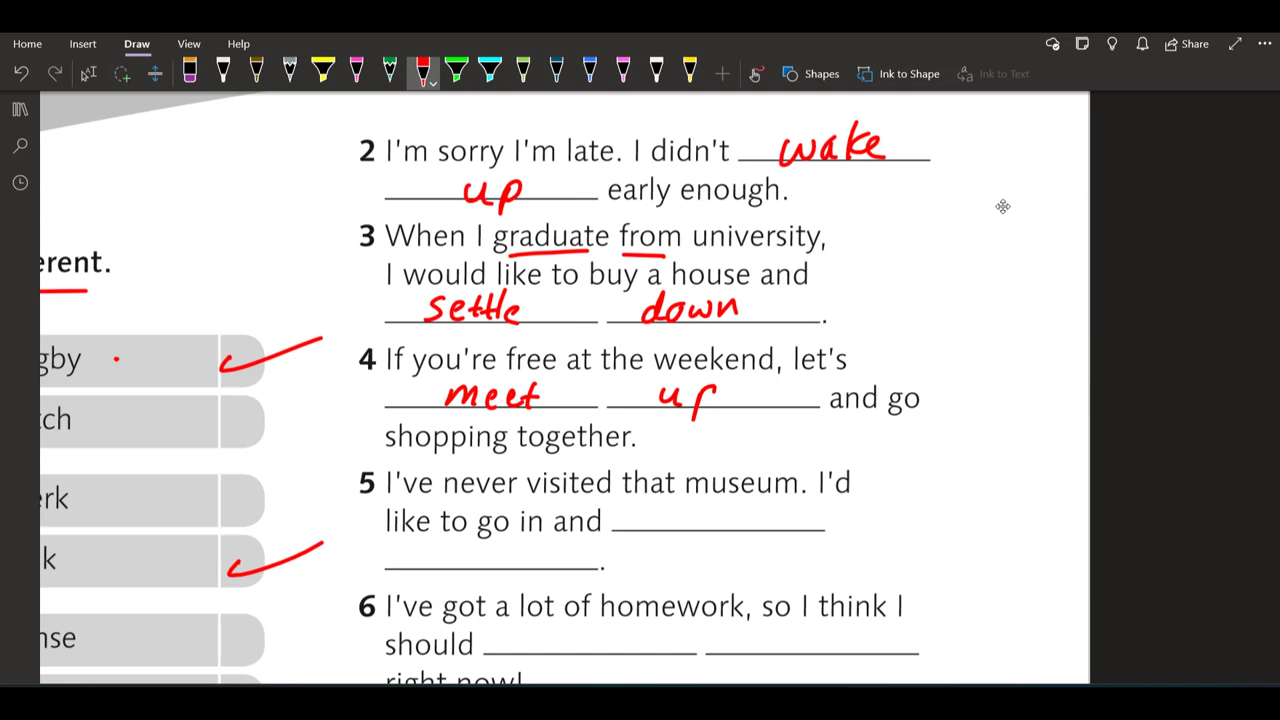 Home Insert Draw View Help
Share
Shapes Ink to Shape Ink to Text
2 I'm sorry I'm late. I didn't wake
up early enough.
3 When I graduate from university,
I would like to buy a house and
settle down.
4 If you're free at the weekend, let's
meet up and go
shopping together.
5 I've never visited that museum. I'd
like to go in and
.
6 I've got a lot of homework, so I think I
should
right now!
erent.
gby
ch
erk
k
nse